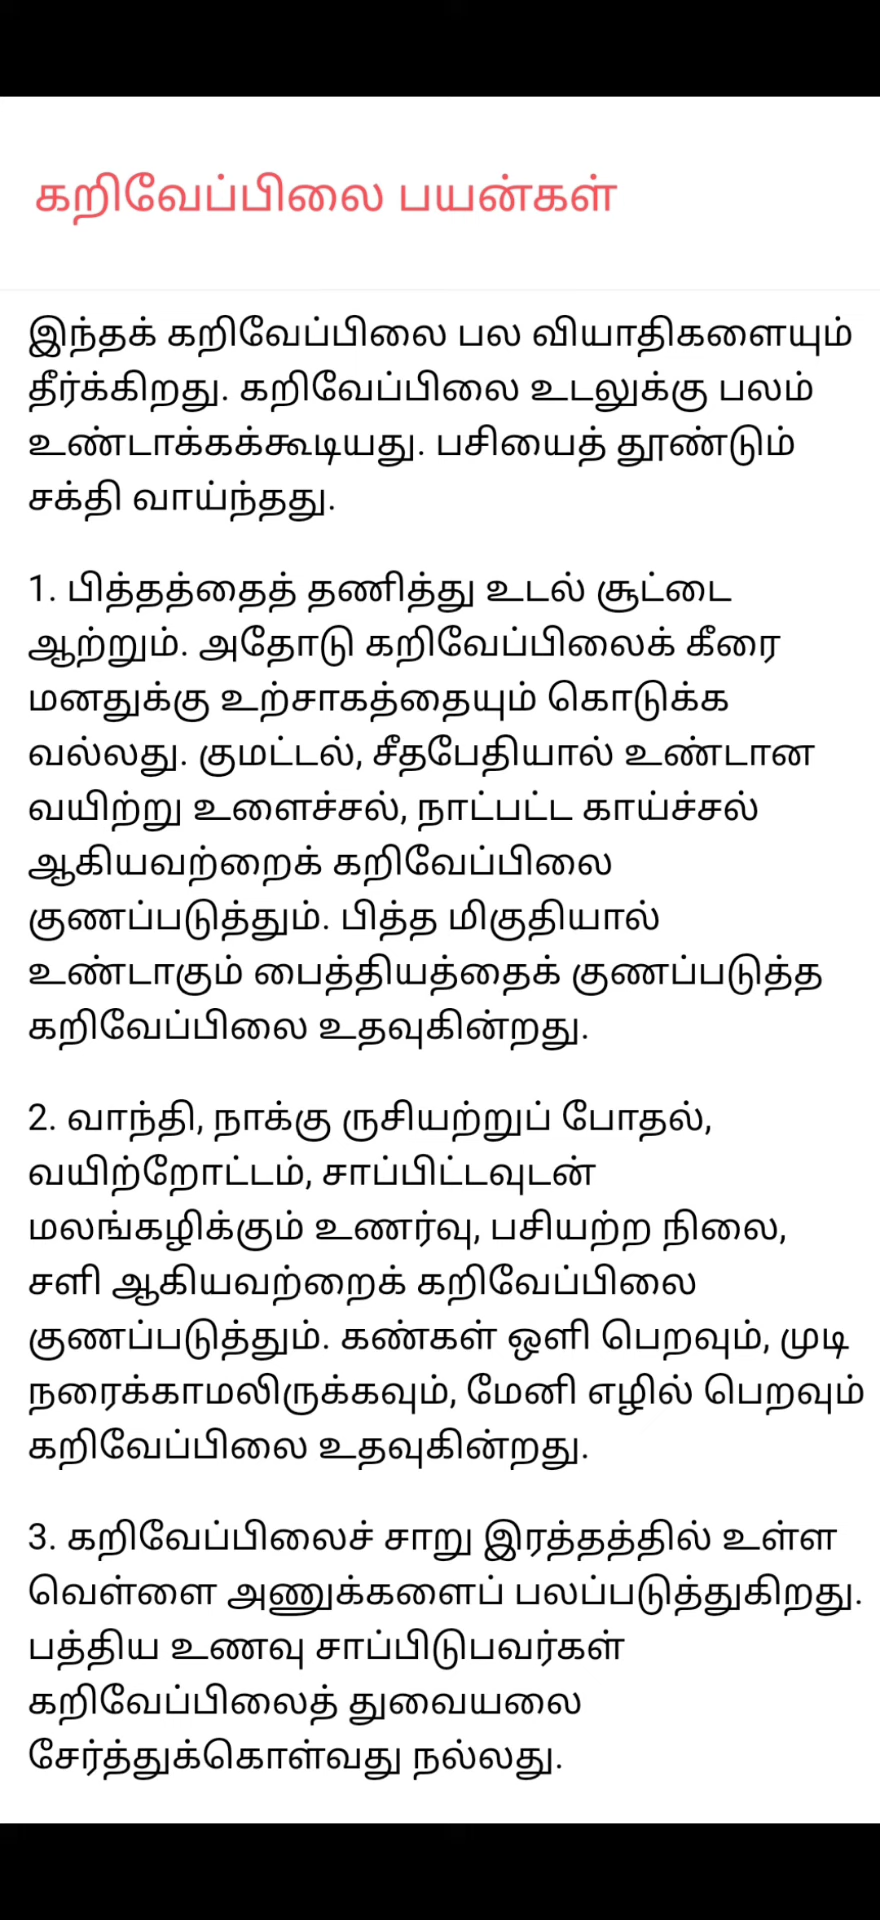 கறிவேப்பிலை பயன்கள்
இந்தக் கறிவேப்பிலை பல வியாதிகளையும்
தீர்க்கிறது. கறிவேப்பிலை உடலுக்கு பலம்
உண்டாக்கக்கூடியது. பசியைத் தூண்டும்
சக்தி வாய்ந்தது.
1. பித்தத்தைத் தணித்து உடல் சூட்டை
ஆற்றும். அதோடு கறிவேப்பிலைக் கீரை
மனதுக்கு உற்சாகத்தையும் கொடுக்க
வல்லது. குமட்டல், சீதபேதியால் உண்டான
வயிற்று உளைச்சல், நாட்பட்ட காய்ச்சல்
ஆகியவற்றைக் கறிவேப்பிலை
குணப்படுத்தும். பித்த மிகுதியால்
உண்டாகும் பைத்தியத்தைக் குணப்படுத்த
கறிவேப்பிலை உதவுகின்றது.
2. வாந்தி, நாக்கு ருசியற்றுப் போதல்,
வயிற்றோட்டம், சாப்பிட்டவுடன்
மலங்கழிக்கும் உணர்வு, பசியற்ற நிலை,
சளி ஆகியவற்றைக் கறிவேப்பிலை
குணப்படுத்தும். கண்கள் ஒளி பெறவும், முடி
நரைக்காமலிருக்கவும், மேனி எழில் பெறவும்
கறிவேப்பிலை உதவுகின்றது.
3. கறிவேப்பிலைச் சாறு இரத்தத்தில் உள்ள
வெள்ளை அணுக்களைப் பலப்படுத்துகிறது.
பத்திய உணவு சாப்பிடுபவர்கள்
கறிவேப்பிலைத் துவையலை
சேர்த்துக்கொள்வது நல்லது.